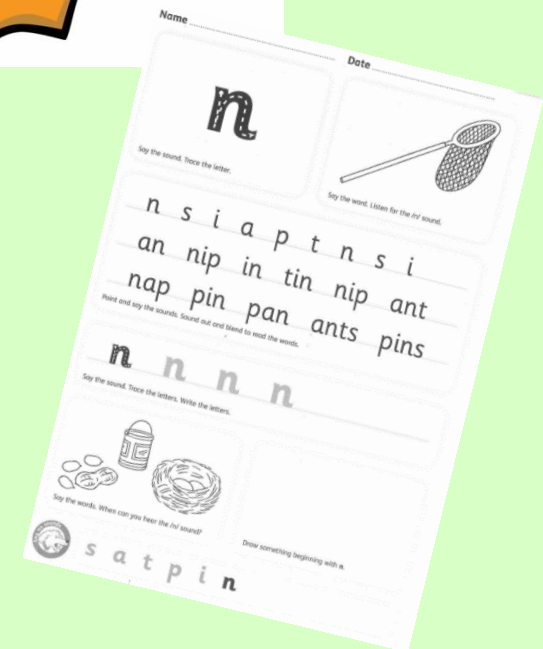 Name
Date
n
Say the sound. Trace the letter.
Say the word. Listen for the /n/ sound.
n s i a p t n s i
an nip in tin nip ant
nap pin pan ants pins
Point and say the sounds. Sound out and blend to read the words.
n n n n
Say the sound. Trace the letters. Write the letters.
Say the words. When can you hear the /n/ sound?
Draw something beginning with n.
s a t p i n